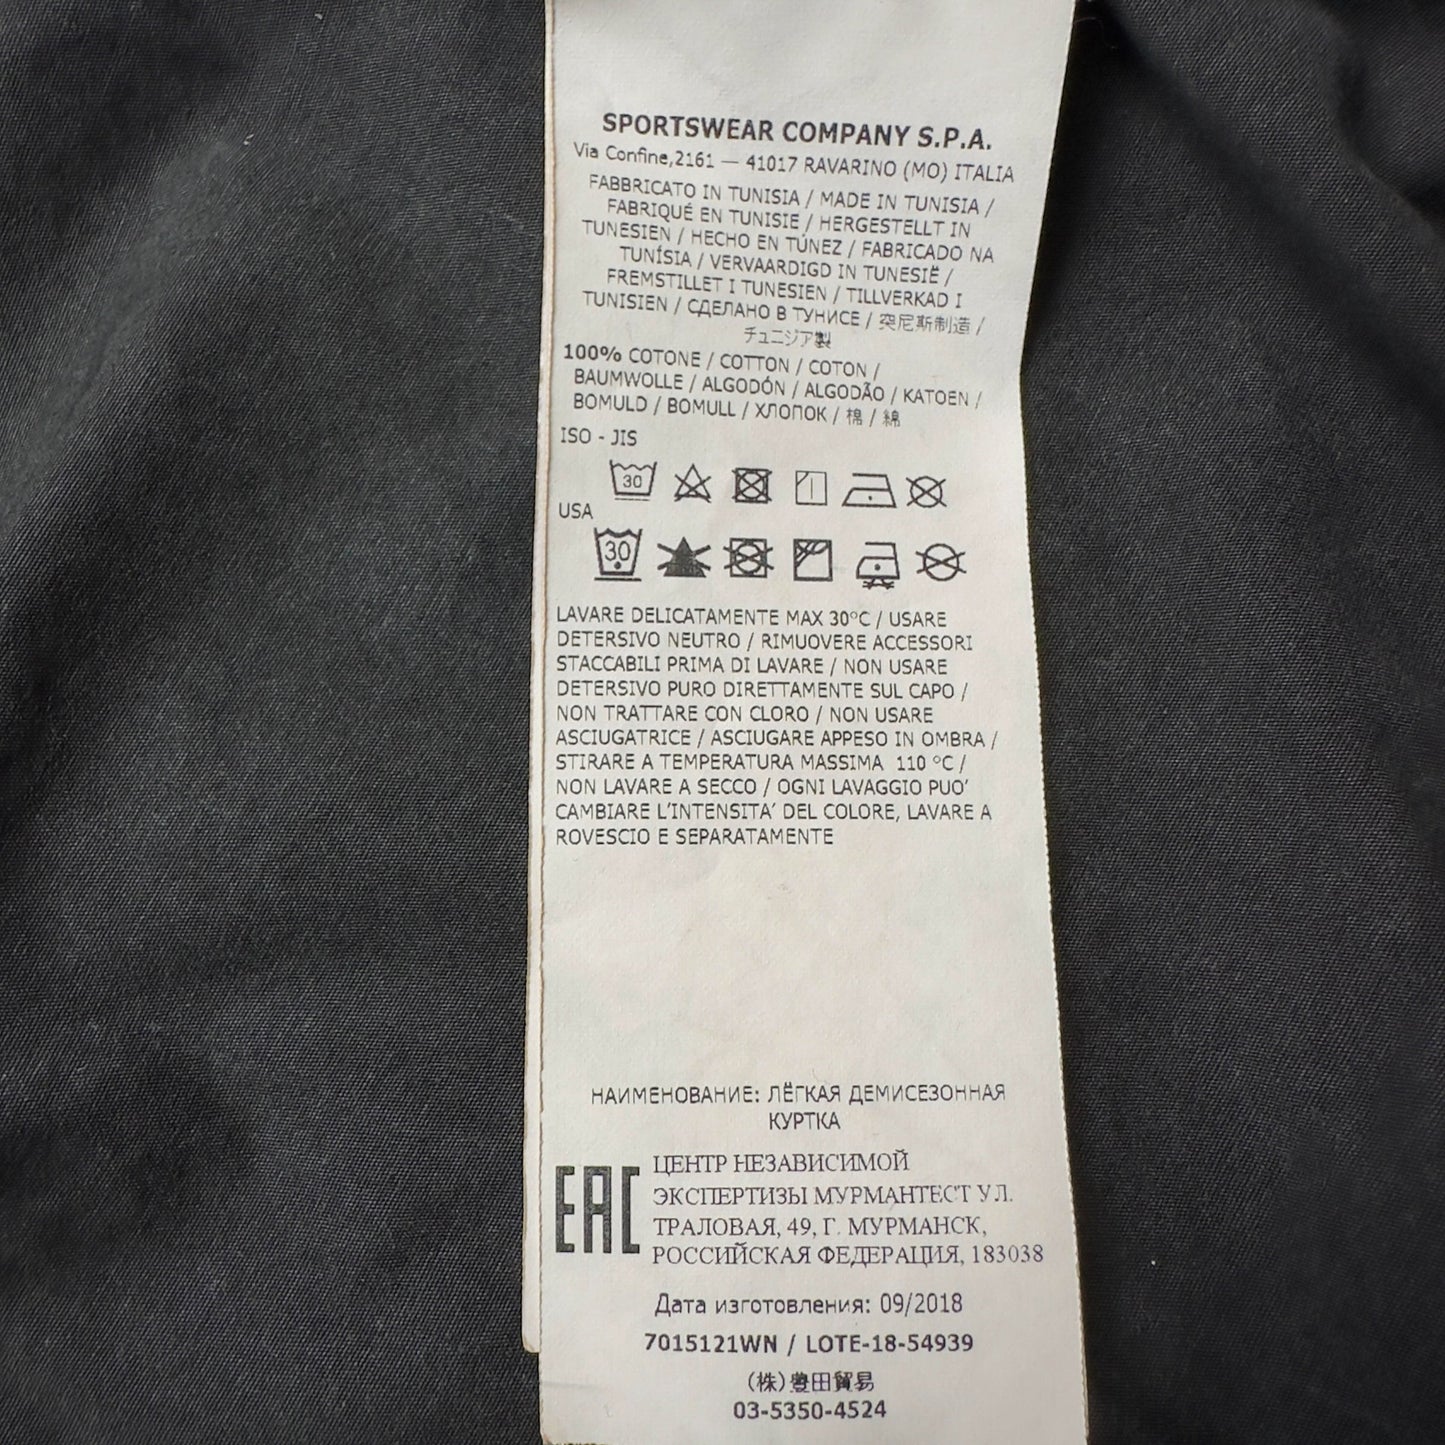 SPORTSWEAR COMPANY S.P.A.
Via Confine,2161 — 41017 RAVARINO (MO) ITALIA
FABBRICATO IN TUNISIA / MADE IN TUNISIA /
FABRIQUÉ EN TUNISIE / HERGESTELLT IN
TUNESIEN / HECHO EN TÚNEZ / FABRICADO NA
TUNÍSIA / VERVAARDIGD IN TUNESIË /
FREMSTILLET I TUNESIEN / TILLVERKAD I
TUNISIEN / СДЕЛАНО В ТУНИСЕ / 突尼斯制造 /
チュニジア製
100% COTONE / COTTON / COTON /
BAUMWOLLE / ALGODÓN / ALGODÃO / KATOEN /
BOMULD / BOMULL / ХЛОПОК / 棉 / 綿
ISO - JIS
30
USA
30
LAVARE DELICATAMENTE MAX 30°C / USARE
DETERSIVO NEUTRO / RIMUOVERE ACCESSORI
STACCABILI PRIMA DI LAVARE / NON USARE
DETERSIVO PURO DIRETTAMENTE SUL CAPO /
NON TRATTARE CON CLORO / NON USARE
ASCIUGATRICE / ASCIUGARE APPESO IN OMBRA /
STIRARE A TEMPERATURA MASSIMA 110 °C /
NON LAVARE A SECCO / OGNI LAVAGGIO PUO'
CAMBIARE L'INTENSITA' DEL COLORE, LAVARE A
ROVESCIO E SEPARATAMENTE
НАИМЕНОВАНИЕ: ЛЁГКАЯ ДЕМИСЕЗОННАЯ
КУРТКА
EAC
ЦЕНТР НЕЗАВИСИМОЙ
ЭКСПЕРТИЗЫ МУРМАНТЕСТ УЛ.
ТРАЛОВАЯ, 49, Г. МУРМАНСК,
РОССИЙСКАЯ ФЕДЕРАЦИЯ, 183038
Дата изготовления: 09/2018
7015121WN / LOTE-18-54939
(株)豊田貿易
03-5350-4524